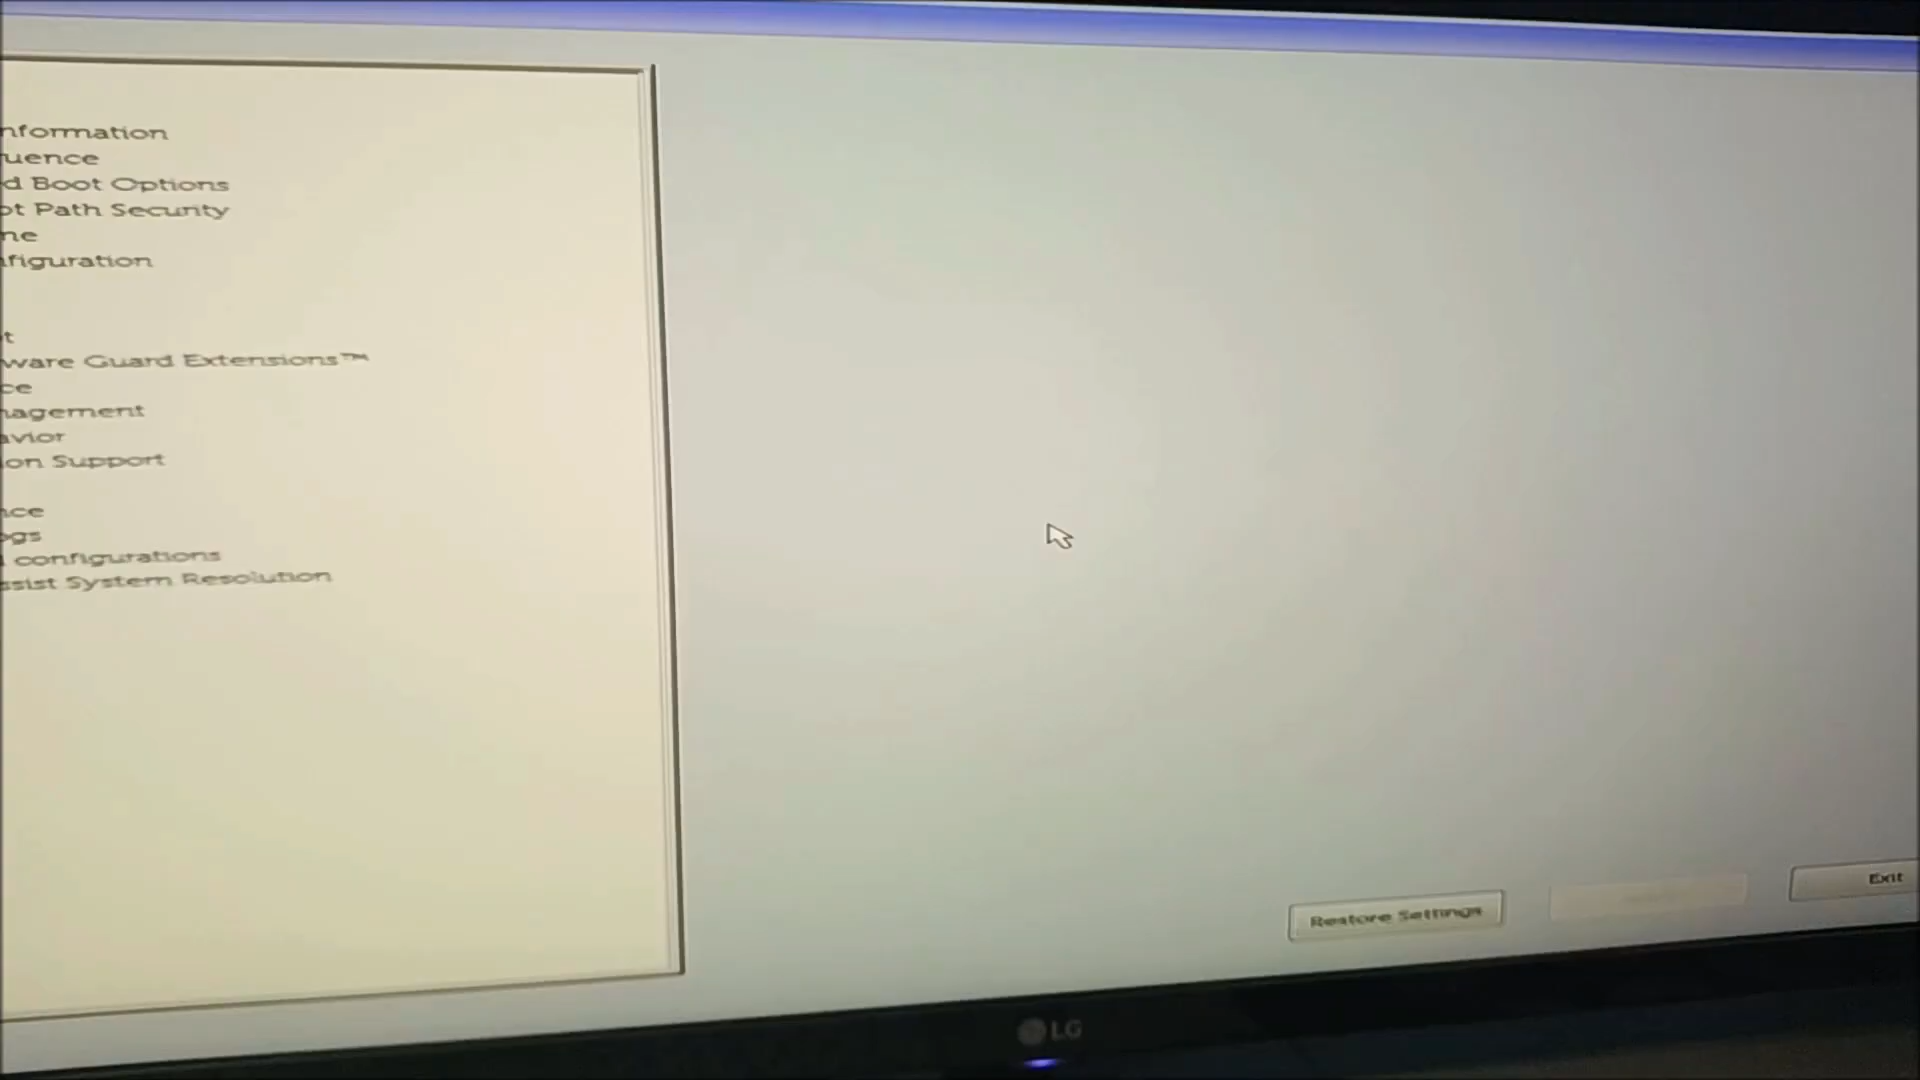 nformation
uence
d Boot Options
ot Path Security
ne
nfiguration
t
ware Guard Extensions™
ce
nagement
avior
on Support
nce
ogs
configurations
ssist System Resolution
Restore Settings
Exit
LG